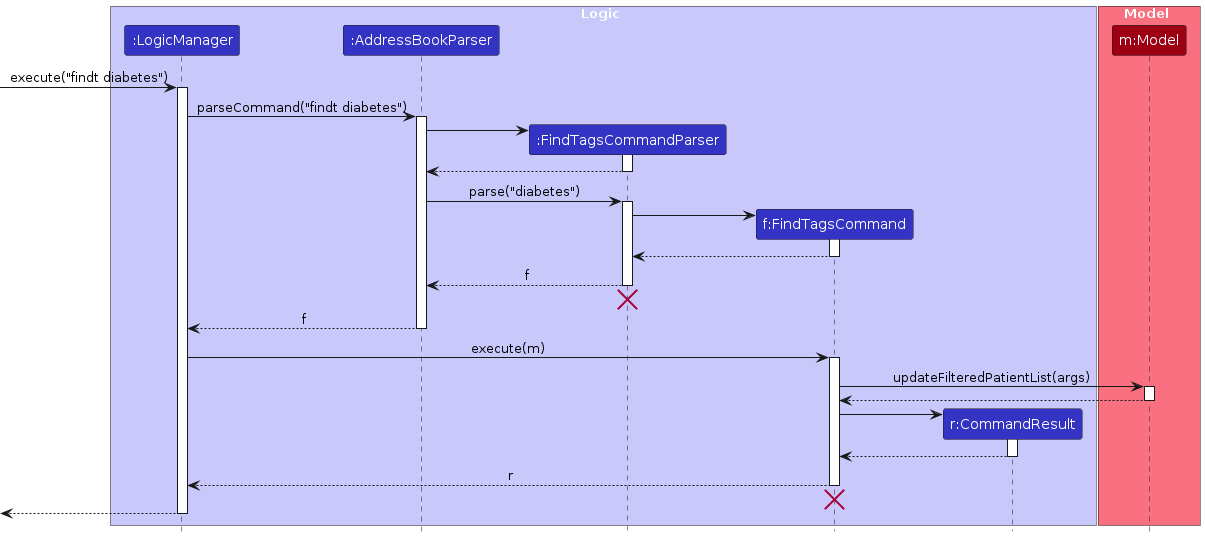 Logic
Model
:LogicManager
:AddressBookParser
m:Model
execute("findt diabetes")
parseCommand("findt diabetes")
:FindTagsCommandParser
parse("diabetes")
f:FindTagsCommand
f
f
execute(m)
updateFilteredPatientList(args)
r:CommandResult
r